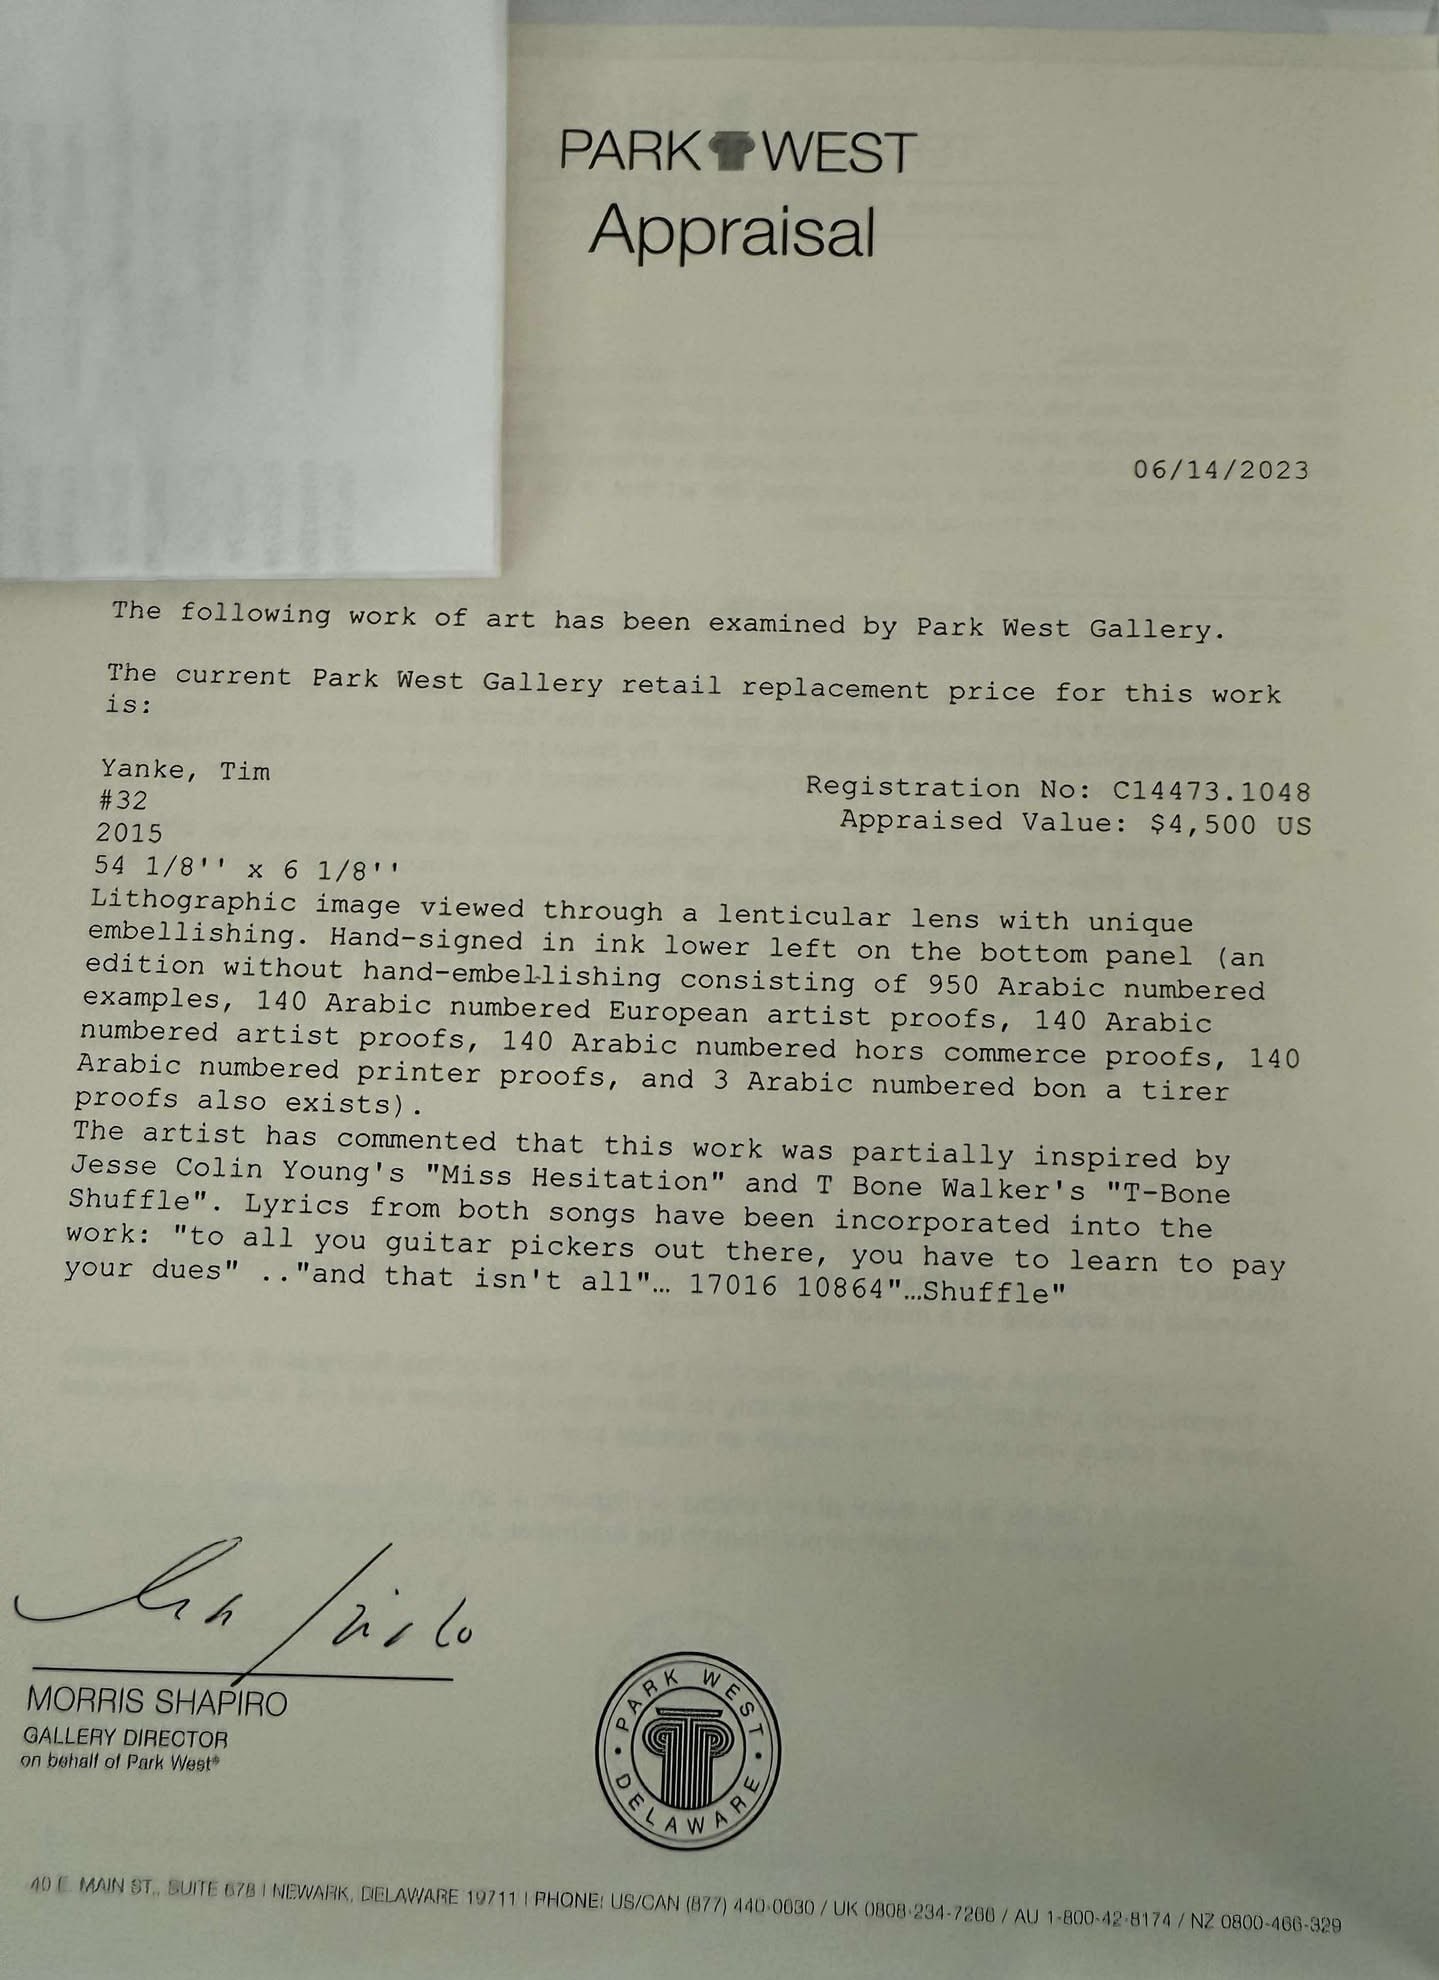 PARK WEST
Appraisal
06/14/2023
The following work of art has been examined by Park West Gallery.
The current Park West Gallery retail replacement price for this work
is:
Yanke, Tim
#32
2015
54 1/8'' x 6 1/8''
Registration No: C14473.1048
Appraised Value: $4,500 US
Lithographic image viewed through a lenticular lens with unique
embellishing. Hand-signed in ink lower left on the bottom panel (an
edition without hand-embellishing consisting of 950 Arabic numbered
examples, 140 Arabic numbered European artist proofs, 140 Arabic
numbered artist proofs, 140 Arabic numbered hors commerce proofs, 140
Arabic numbered printer proofs, and 3 Arabic numbered bon a tirer
proofs also exists).
The artist has commented that this work was partially inspired by
Jesse Colin Young's "Miss Hesitation" and T Bone Walker's "T-Bone
Shuffle". Lyrics from both songs have been incorporated into the
work: "to all you guitar pickers out there, you have to learn to pay
your dues" .."and that isn't all"… 17016 10864"…Shuffle"
MORRIS SHAPIRO
GALLERY DIRECTOR
on behalf of Park West®
PARK WEST • DELAWARE •
40 E. MAIN ST., SUITE 678 | NEWARK, DELAWARE 19711 | PHONE: US/CAN (877) 440-0030 / UK 0808-234-7266 / AU 1-800-42-8174 / NZ 0800-466-329